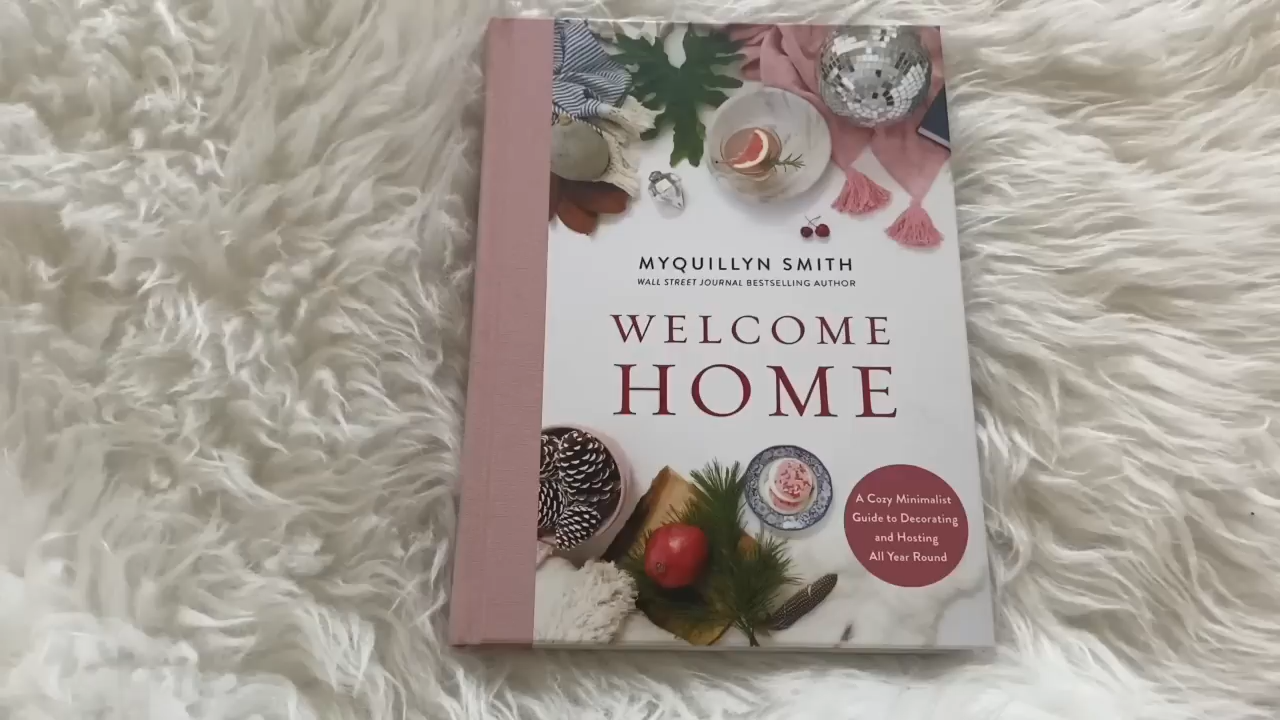 MYQUILLYN SMITH
WALL STREET JOURNAL BESTSELLING AUTHOR
WELCOME
HOME
A Cozy Minimalist
Guide to Decorating
and Hosting
All Year Round